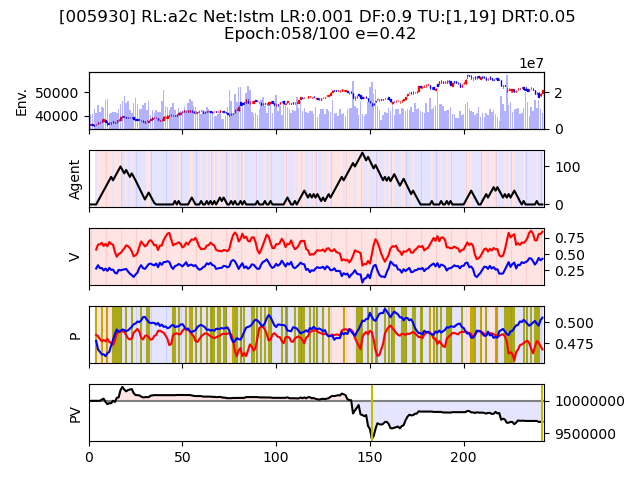 [005930] RL:a2c Net:lstm LR:0.001 DF:0.9 TU:[1,19] DRT:0.05
Epoch:058/100 e=0.42
1e7
Env.
50000
40000
2
0
Agent
100
0
V
0.75
0.50
0.25
P
0.500
0.475
PV
10000000
9500000
0 50 100 150 200